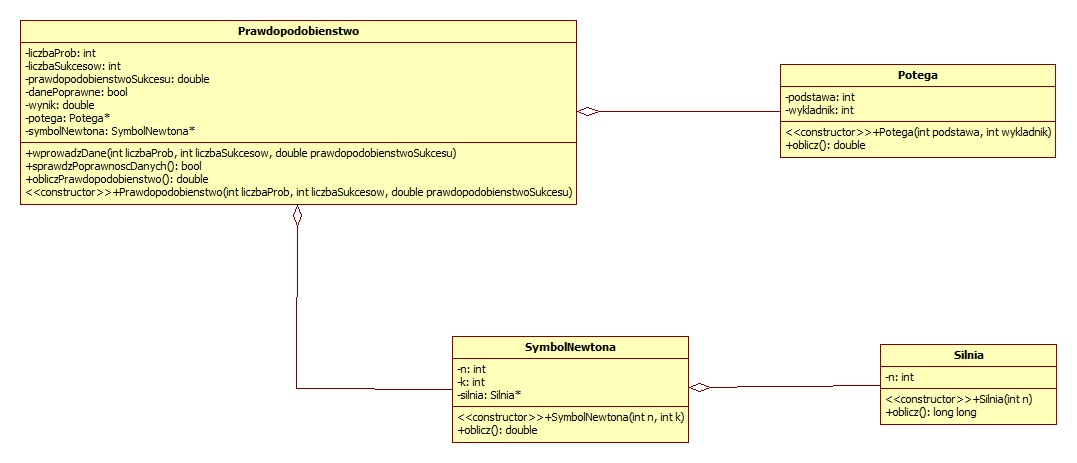 Prawdopodobienstwo
-liczbaProb: int
-liczbaSukcesow: int
-prawdopodobienstwoSukcesu: double
-danePoprawne: bool
-wynik: double
-potega: Potega*
-symbolNewtona: SymbolNewtona*
+wprowadzDane(int liczbaProb, int liczbaSukcesow, double prawdopodobienstwoSukcesu)
+sprawdzPoprawnoscDanych(): bool
+obliczPrawdopodobienstwo(): double
<<constructor>>+Prawdopodobienstwo(int liczbaProb, int liczbaSukcesow, double prawdopodobienstwoSukcesu)
Potega
-podstawa: int
-wykladnik: int
<<constructor>>+Potega(int podstawa, int wykladnik)
+oblicz(): double
SymbolNewtona
-n: int
-k: int
-silnia: Silnia*
<<constructor>>+SymbolNewtona(int n, int k)
+oblicz(): double
Silnia
-n: int
<<constructor>>+Silnia(int n)
+oblicz(): long long